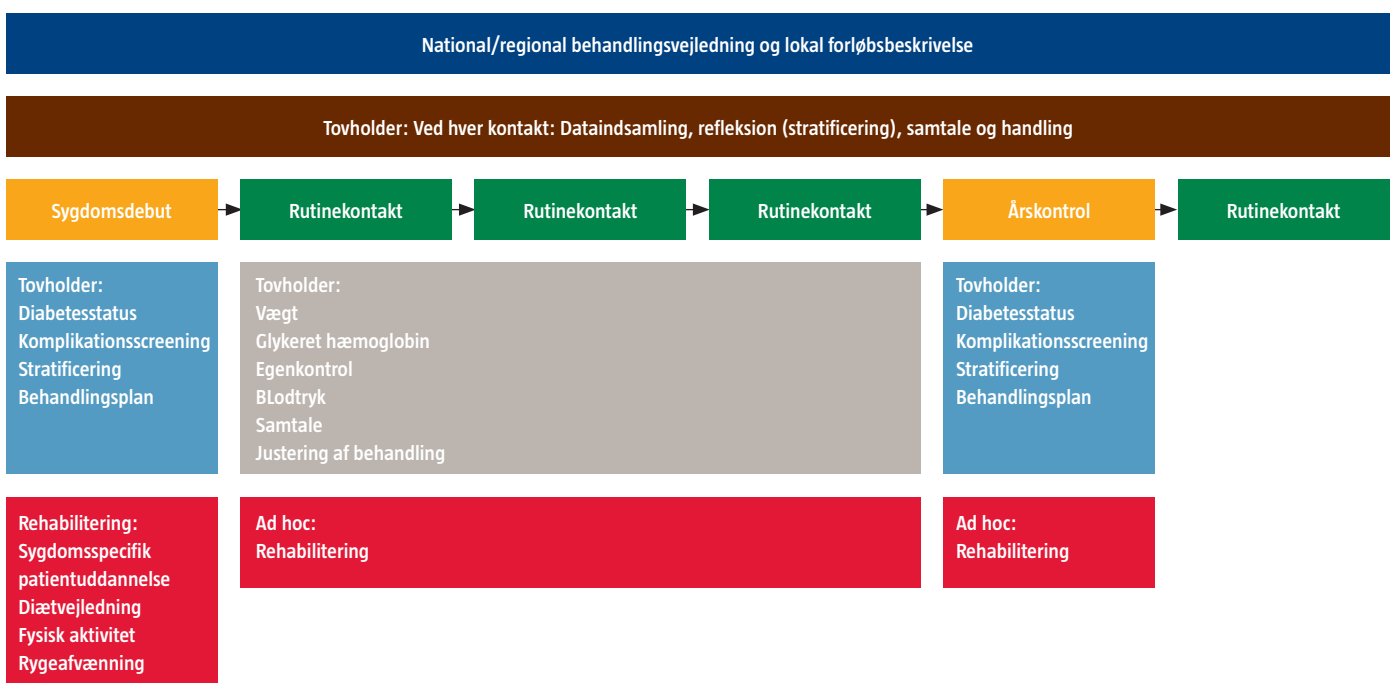 National/regional behandlingsvejledning og lokal forløbsbeskrivelse
Tovholder: Ved hver kontakt: Dataindsamling, refleksion (stratificering), samtale og handling
Sygdomsdebut
Rutinekontakt
Rutinekontakt
Rutinekontakt
Årskontrol
Rutinekontakt
Tovholder:
Diabetesstatus
Komplikationsscreening
Stratificering
Behandlingsplan
Tovholder:
Vægt
Glykeret hæmoglobin
Egenkontrol
BLodtryk
Samtale
Justering af behandling
Tovholder:
Diabetesstatus
Komplikationsscreening
Stratificering
Behandlingsplan
Rehabilitering:
Sygdomsspecifik
patientuddannelse
Diætvejledning
Fysisk aktivitet
Rygeafvænning
Ad hoc:
Rehabilitering
Ad hoc:
Rehabilitering